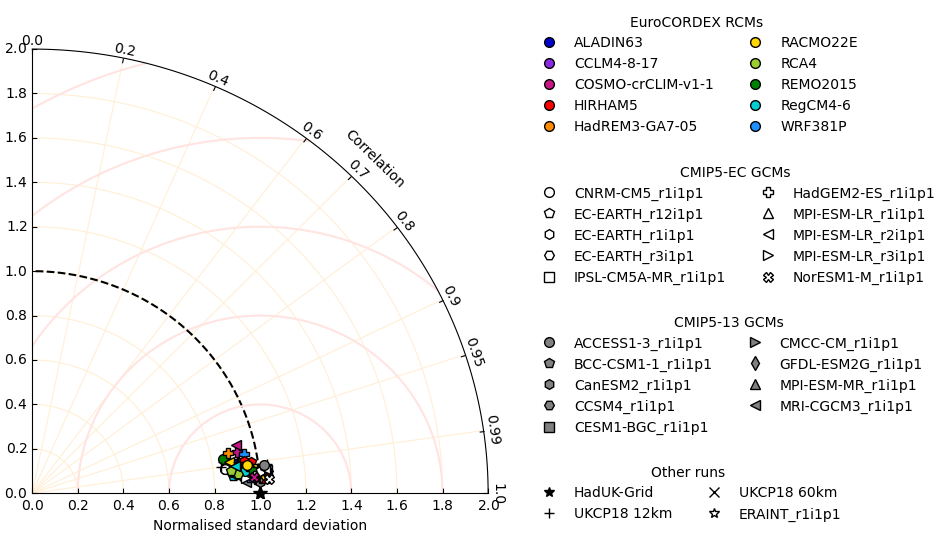 0.0
0.2
0.4
0.6
0.7
0.8
0.9
0.95
0.99
1.0
Correlation
2.0
1.8
1.6
1.4
1.2
1.0
0.8
0.6
0.4
0.2
0.0
0.0 0.2 0.4 0.6 0.8 1.0 1.2 1.4 1.6 1.8 2.0
Normalised standard deviation
EuroCORDEX RCMs
ALADIN63
CCLM4-8-17
COSMO-crCLIM-v1-1
HIRHAM5
HadREM3-GA7-05
RACMO22E
RCA4
REMO2015
RegCM4-6
WRF381P
CMIP5-EC GCMs
CNRM-CM5_r1i1p1
EC-EARTH_r12i1p1
EC-EARTH_r1i1p1
EC-EARTH_r3i1p1
IPSL-CM5A-MR_r1i1p1
HadGEM2-ES_r1i1p1
MPI-ESM-LR_r1i1p1
MPI-ESM-LR_r2i1p1
MPI-ESM-LR_r3i1p1
NorESM1-M_r1i1p1
CMIP5-13 GCMs
ACCESS1-3_r1i1p1
BCC-CSM1-1_r1i1p1
CanESM2_r1i1p1
CCSM4_r1i1p1
CESM1-BGC_r1i1p1
CMCC-CM_r1i1p1
GFDL-ESM2G_r1i1p1
MPI-ESM-MR_r1i1p1
MRI-CGCM3_r1i1p1
Other runs
HadUK-Grid
UKCP18 12km
UKCP18 60km
ERAINT_r1i1p1